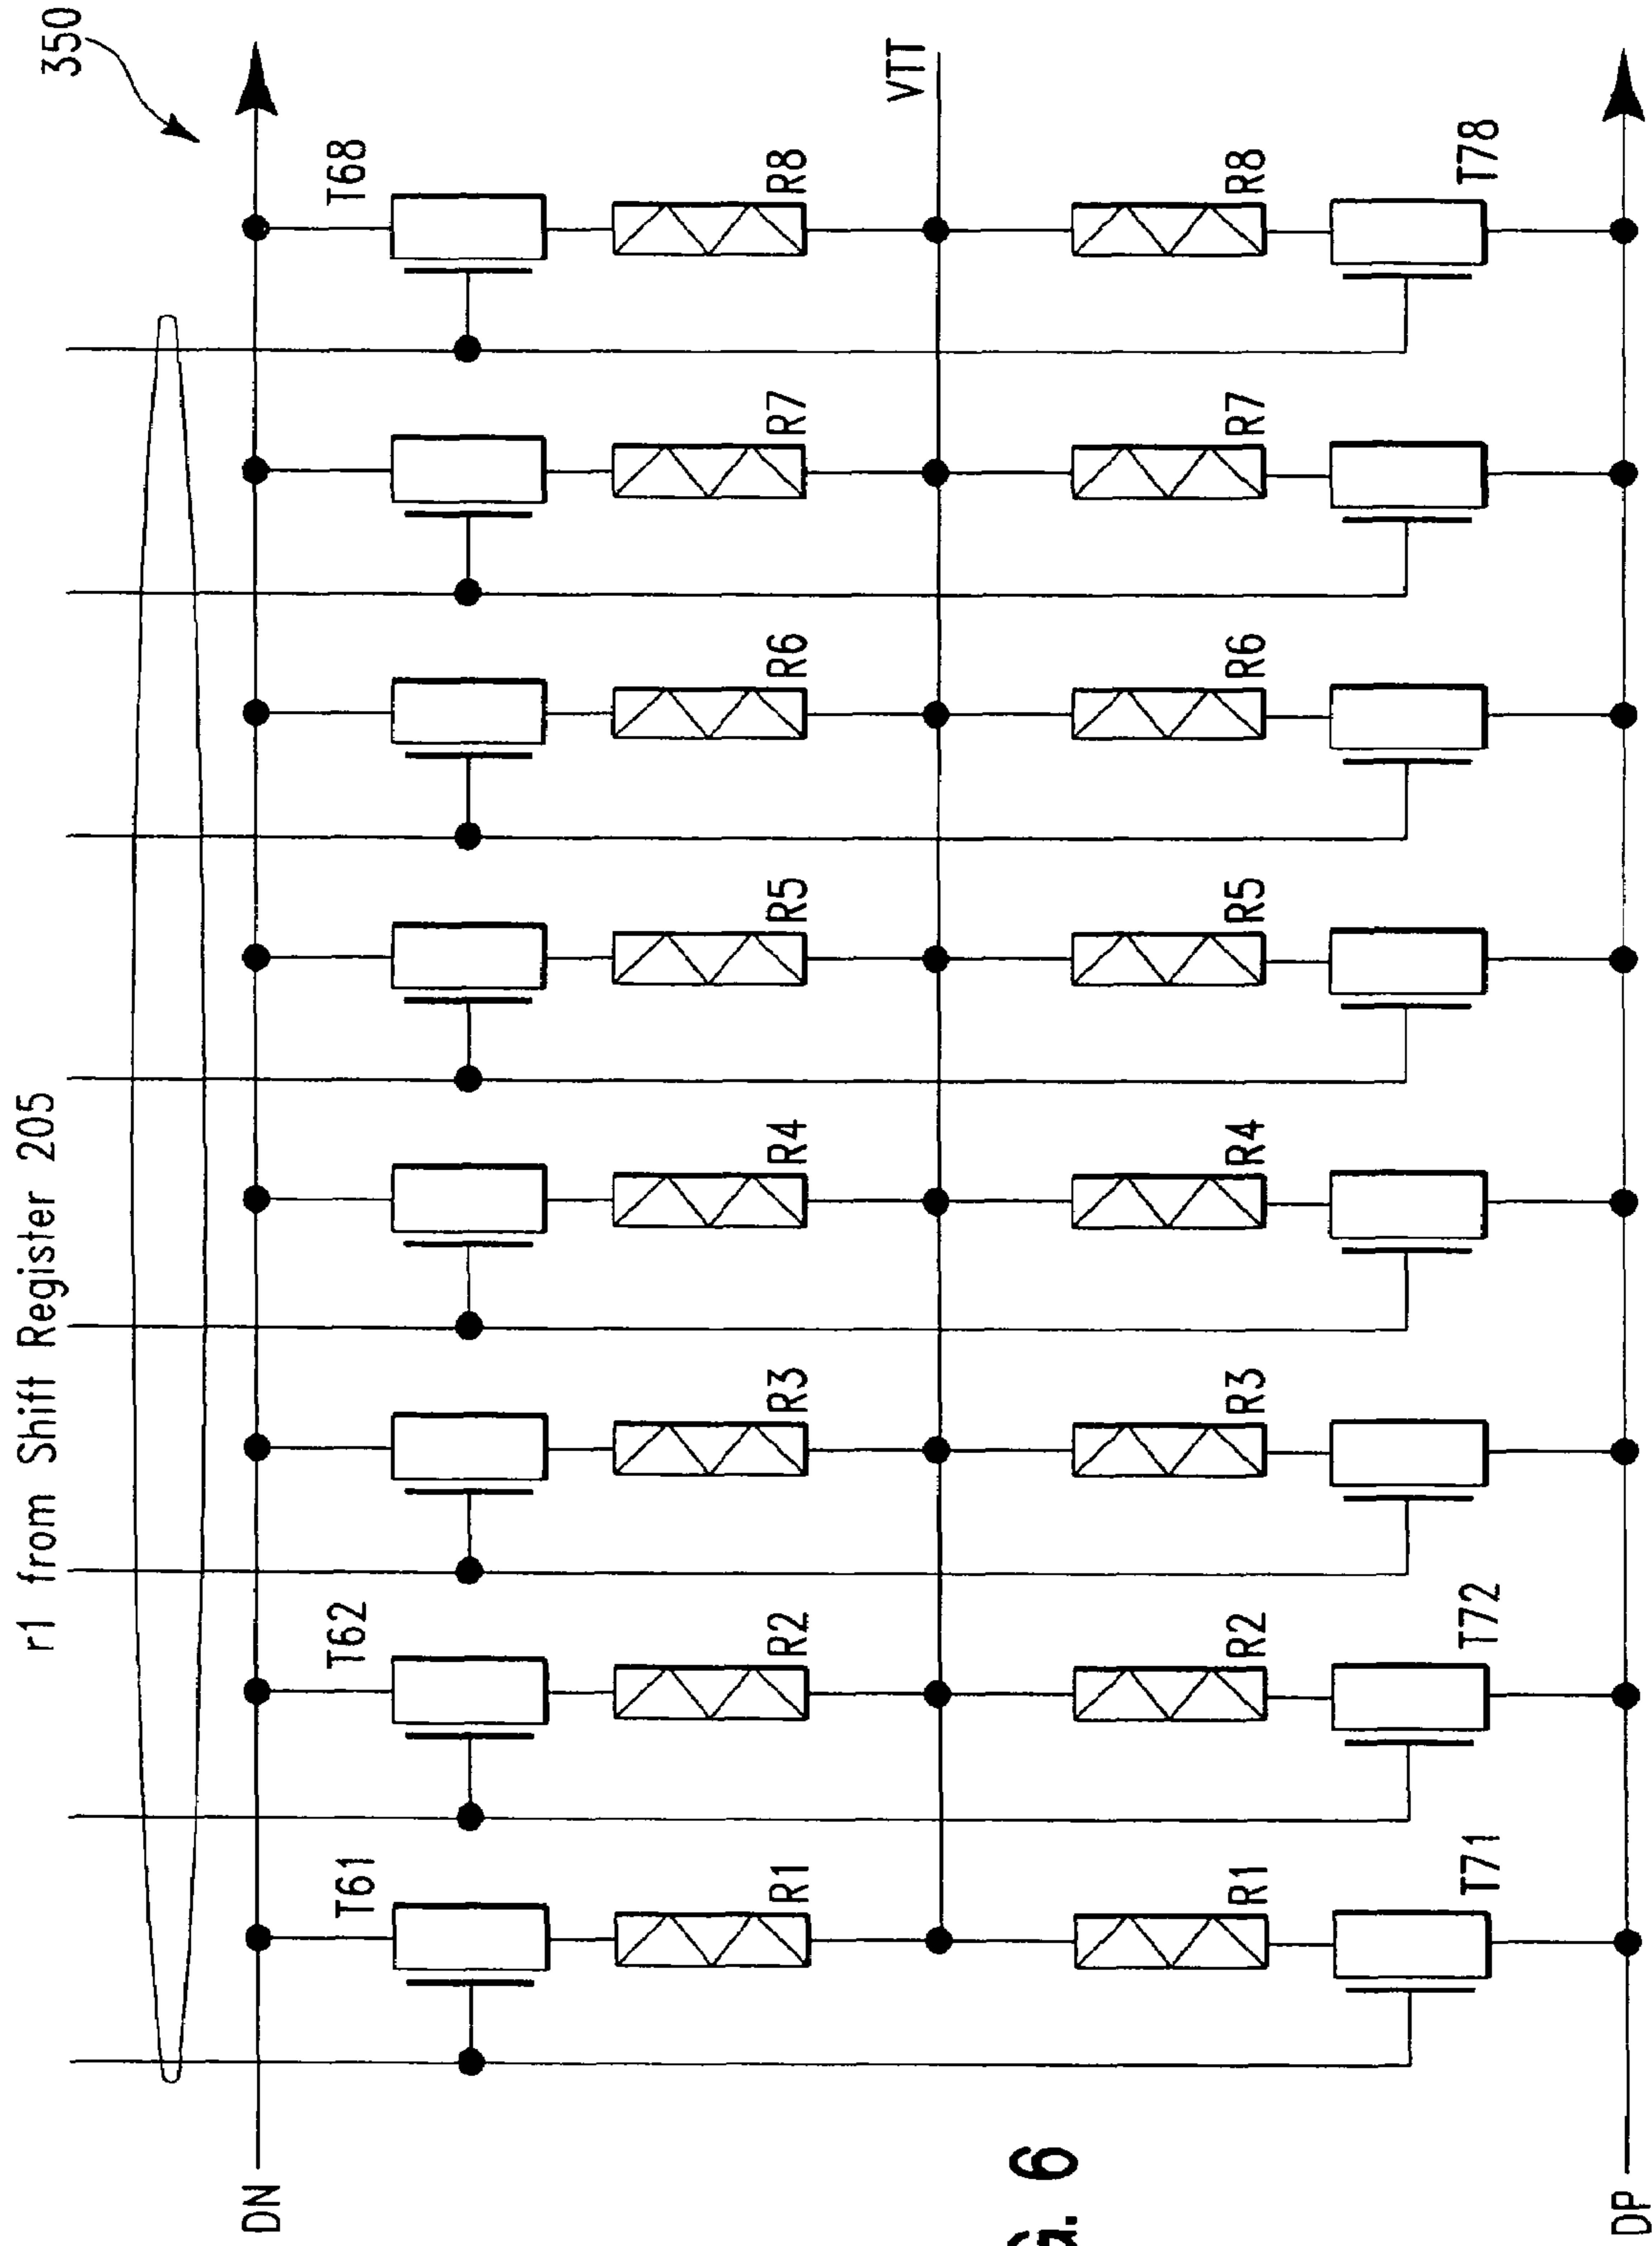 350
r1 from Shift Register 205
DN
T61
T62
T68
R1
R2
R3
R4
R5
R6
R7
R8
VTT
R1
R2
R3
R4
R5
R6
R7
R8
T71
T72
T78
DP
6